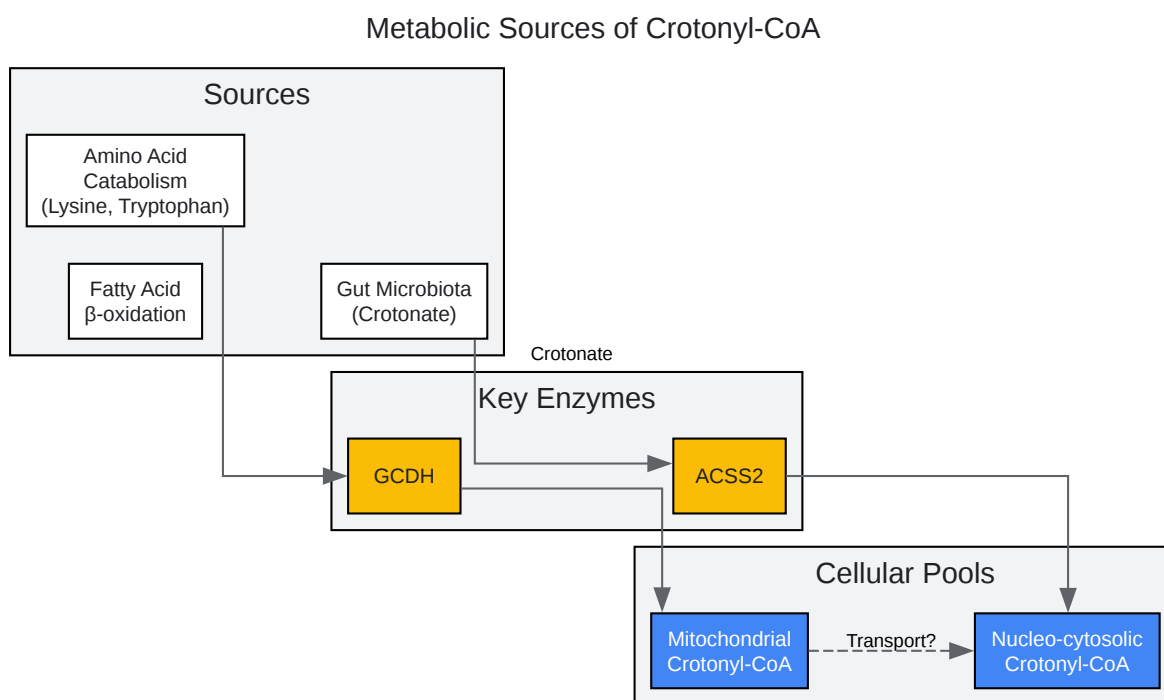 Metabolic Sources of Crotonyl-CoA
Sources
Amino Acid
Catabolism
(Lysine, Tryptophan)
Fatty Acid
β-oxidation
Gut Microbiota
(Crotonate)
Crotonate
Key Enzymes
GCDH
ACSS2
Cellular Pools
Mitochondrial
Crotonyl-CoA
Transport?
Nucleo-cytosolic
Crotonyl-CoA